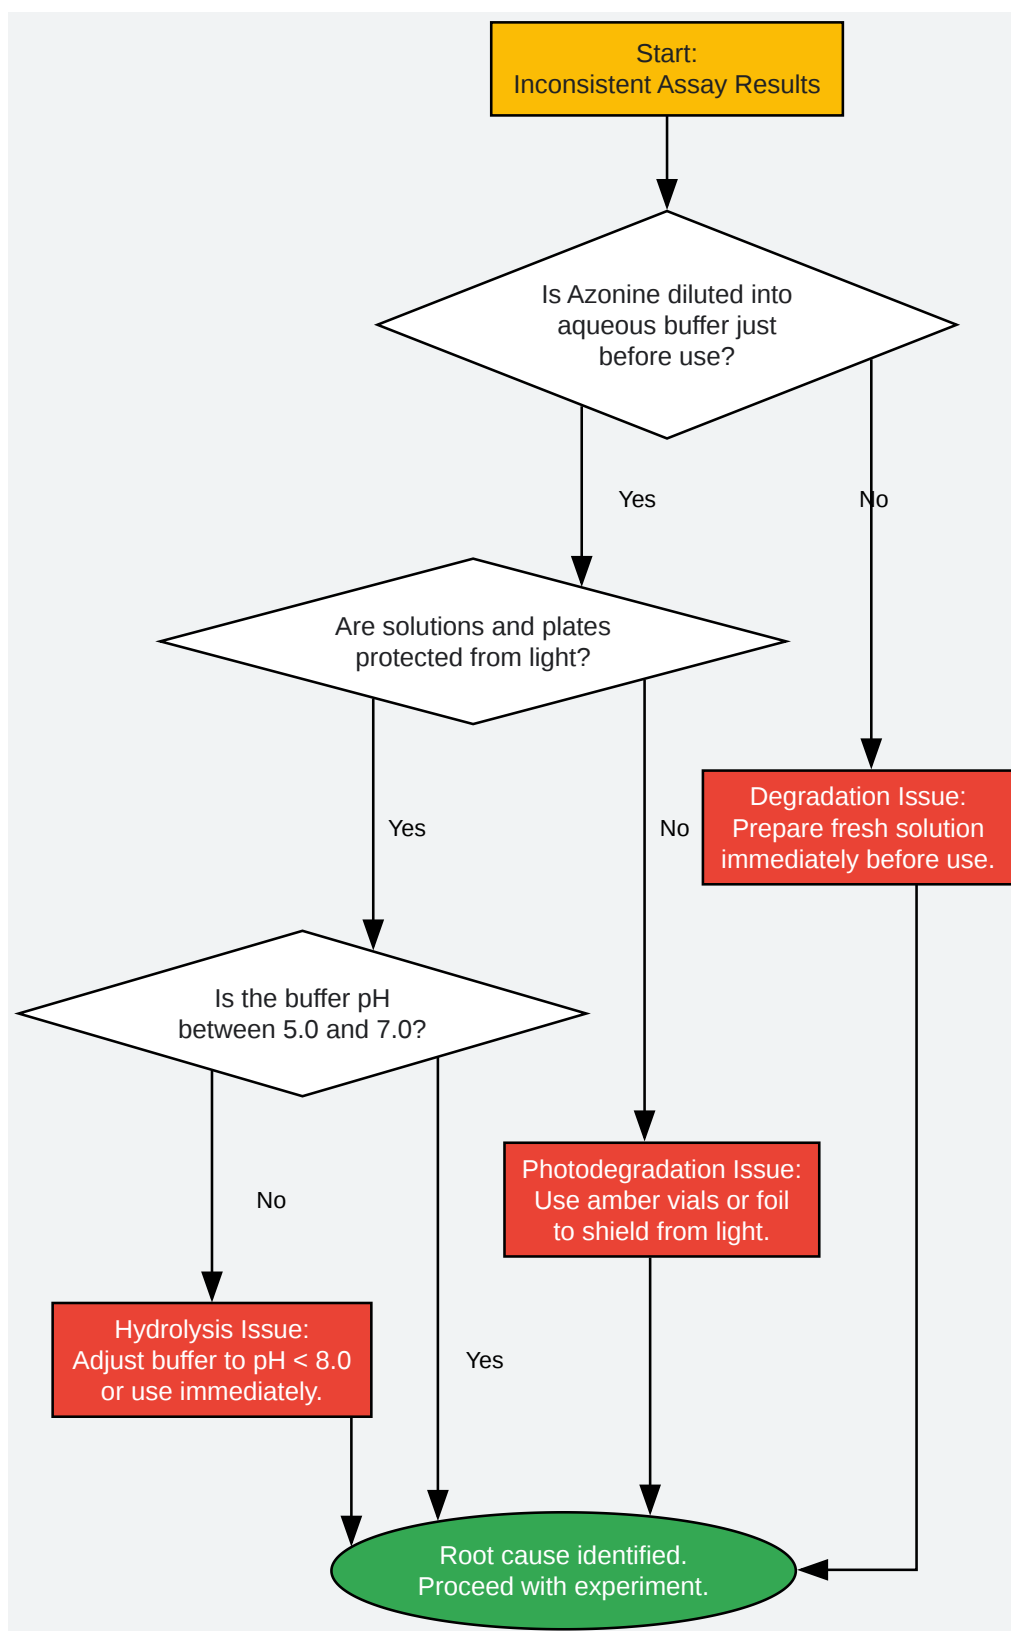 Start:
Inconsistent Assay Results
Is Azonine diluted into
aqueous buffer just
before use?
Yes
No
Are solutions and plates
protected from light?
Degradation Issue:
Prepare fresh solution
immediately before use.
Yes
No
Is the buffer pH
between 5.0 and 7.0?
Photodegradation Issue:
Use amber vials or foil
to shield from light.
No
Hydrolysis Issue:
Adjust buffer to pH < 8.0
or use immediately.
Yes
Root cause identified.
Proceed with experiment.